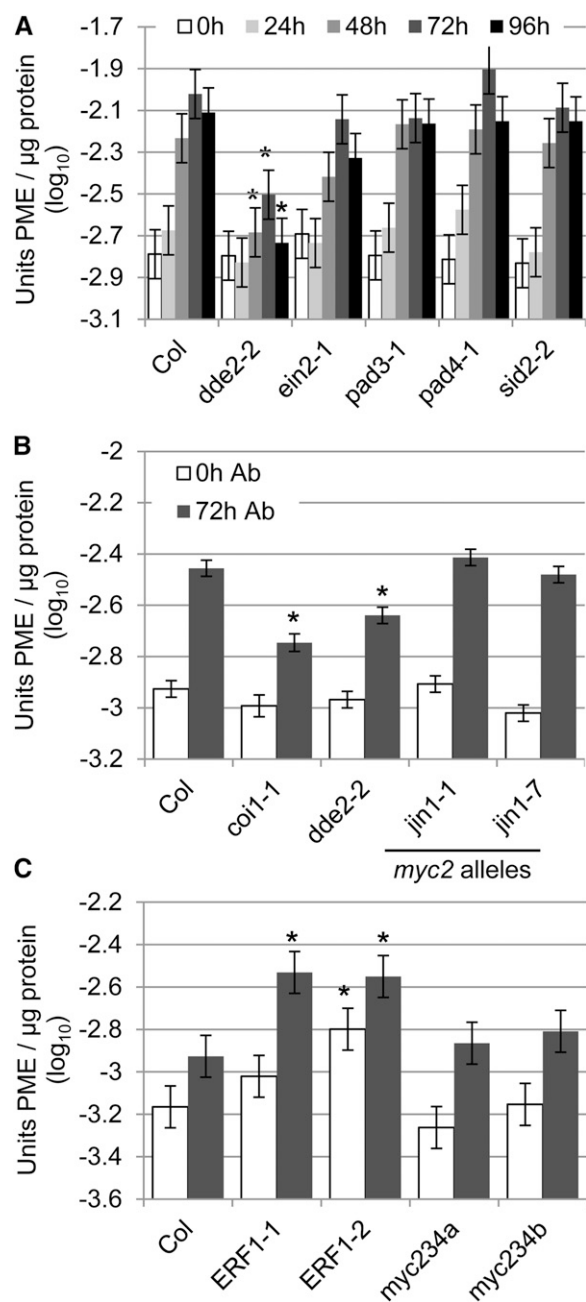 A
0h 24h 48h 72h 96h
Units PME / µg protein
(log10)
-1.7
-1.9
-2.1
-2.3
-2.5
-2.7
-2.9
-3.1
* * *
Col dde2-2 ein2-1 pad3-1 pad4-1 sid2-2
B
0h Ab
72h Ab
Units PME / µg protein
(log10)
-2
-2.2
-2.4
-2.6
-2.8
-3
-3.2
* *
Col coi1-1 dde2-2 jin1-1 jin1-7
myc2 alleles
C
Units PME / µg protein
(log10)
-2.2
-2.4
-2.6
-2.8
-3
-3.2
-3.4
-3.6
* * *
Col ERF1-1 ERF1-2 myc234a myc234b